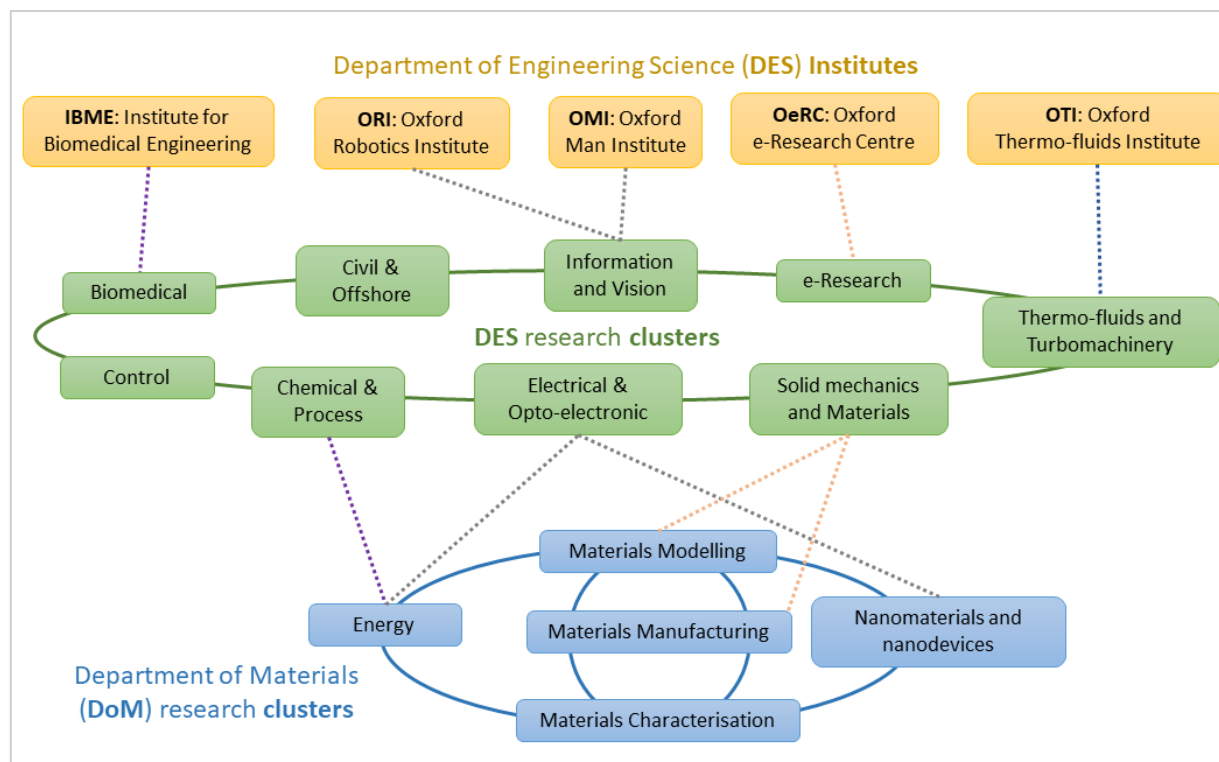 Department of Engineering Science (DES) Institutes
IBME: Institute for
Biomedical Engineering
ORI: Oxford
Robotics Institute
OMI: Oxford
Man Institute
OeRC: Oxford
e-Research Centre
OTI: Oxford
Thermo-fluids Institute
Biomedical
Civil &
Offshore
Information
and Vision
e-Research
Thermo-fluids and
Turbomachinery
DES research clusters
Control
Chemical &
Process
Electrical &
Opto-electronic
Solid mechanics
and Materials
Materials Modelling
Energy
Materials Manufacturing
Nanomaterials and
nanodevices
Department of Materials
(DoM) research clusters
Materials Characterisation